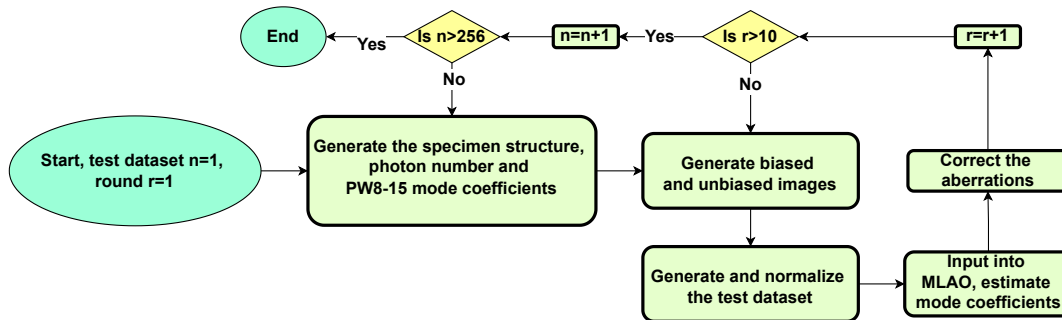 End
Yes
Is n>256
n=n+1
Yes
Is r>10
r=r+1
No
No
Start, test dataset n=1,
round r=1
Generate the specimen structure,
photon number and
PW8-15 mode coefficients
Generate biased
and unbiased images
Correct the
aberrations
Generate and normalize
the test dataset
Input into
MLAO, estimate
mode coefficients